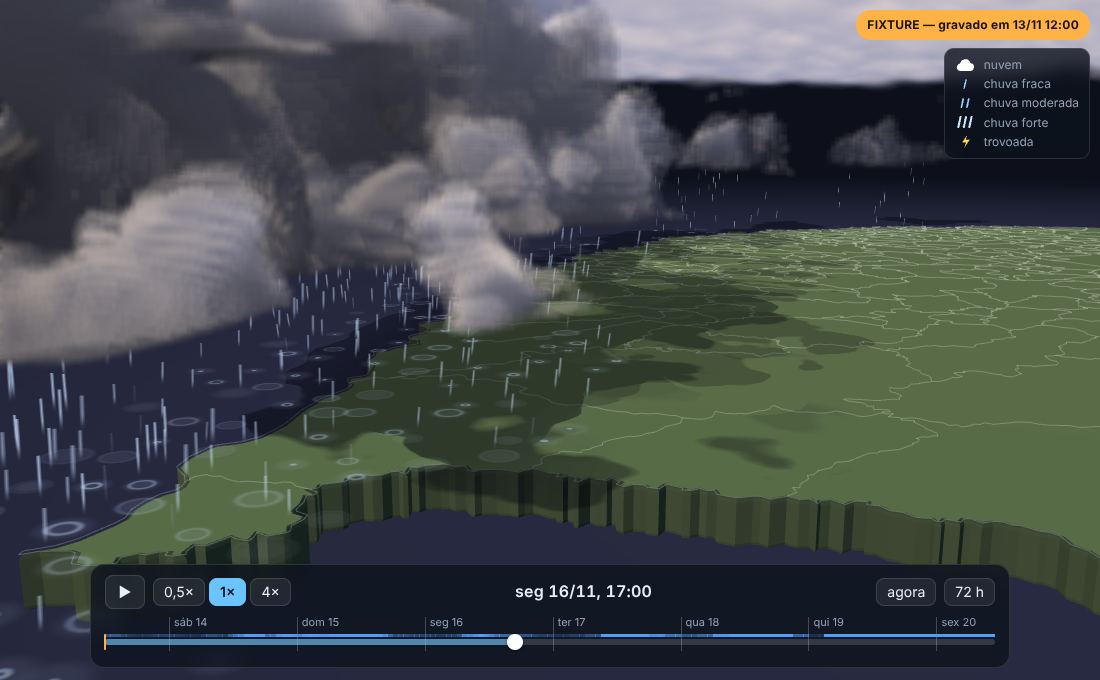 FIXTURE — gravado em 13/11 12:00
nuvem
chuva fraca
chuva moderada
chuva forte
trovoada
0,5×
1×
4×
seg 16/11, 17:00
agora
72 h
sáb 14
dom 15
seg 16
ter 17
qua 18
qui 19
sex 20